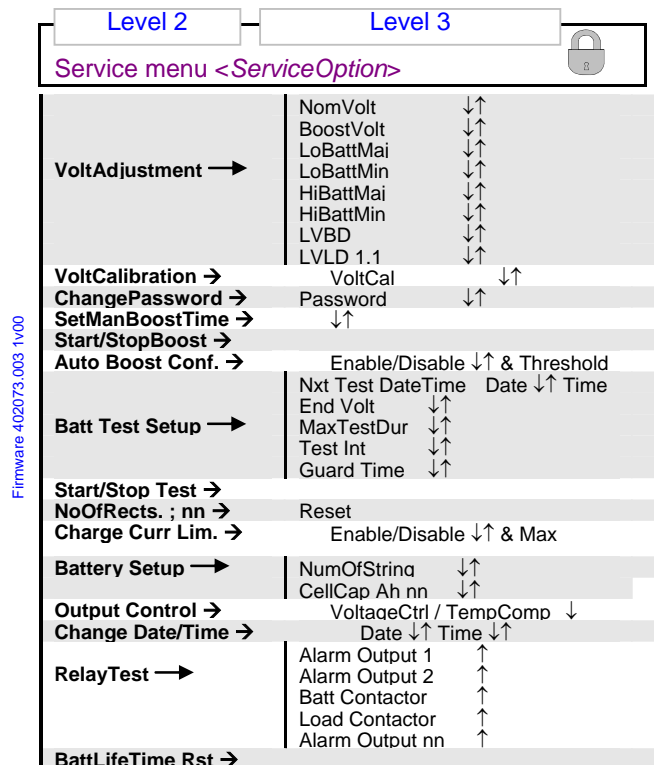 Level 2 Level 3
Service menu <ServiceOption>
NomVolt ↓↑
BoostVolt ↓↑
LoBattMaj ↓↑
VoltAdjustment → LoBattMin ↓↑
HiBattMaj ↓↑
HiBattMin ↓↑
LVBD ↓↑
LVLD 1.1 ↓↑
VoltCalibration → VoltCal ↓↑
ChangePassword → Password ↓↑
SetManBoostTime → ↓↑
Start/StopBoost →
Auto Boost Conf. → Enable/Disable ↓↑ & Threshold
Nxt Test DateTime Date ↓↑ Time
End Volt ↓↑
Batt Test Setup → MaxTestDur ↓↑
Test Int ↓↑
Guard Time ↓↑
Start/Stop Test →
NoOfRects. ; nn → Reset
Charge Curr Lim. → Enable/Disable ↓↑ & Max
Battery Setup → NumOfString ↓↑
CellCap Ah nn ↓↑
Output Control → VoltageCtrl / TempComp ↓
Change Date/Time → Date ↓↑ Time ↓↑
Alarm Output 1 ↑
RelayTest → Alarm Output 2 ↑
Batt Contactor ↑
Load Contactor ↑
Alarm Output nn ↑
BattLifeTime Rst →
Firmware 402073.003 1v00